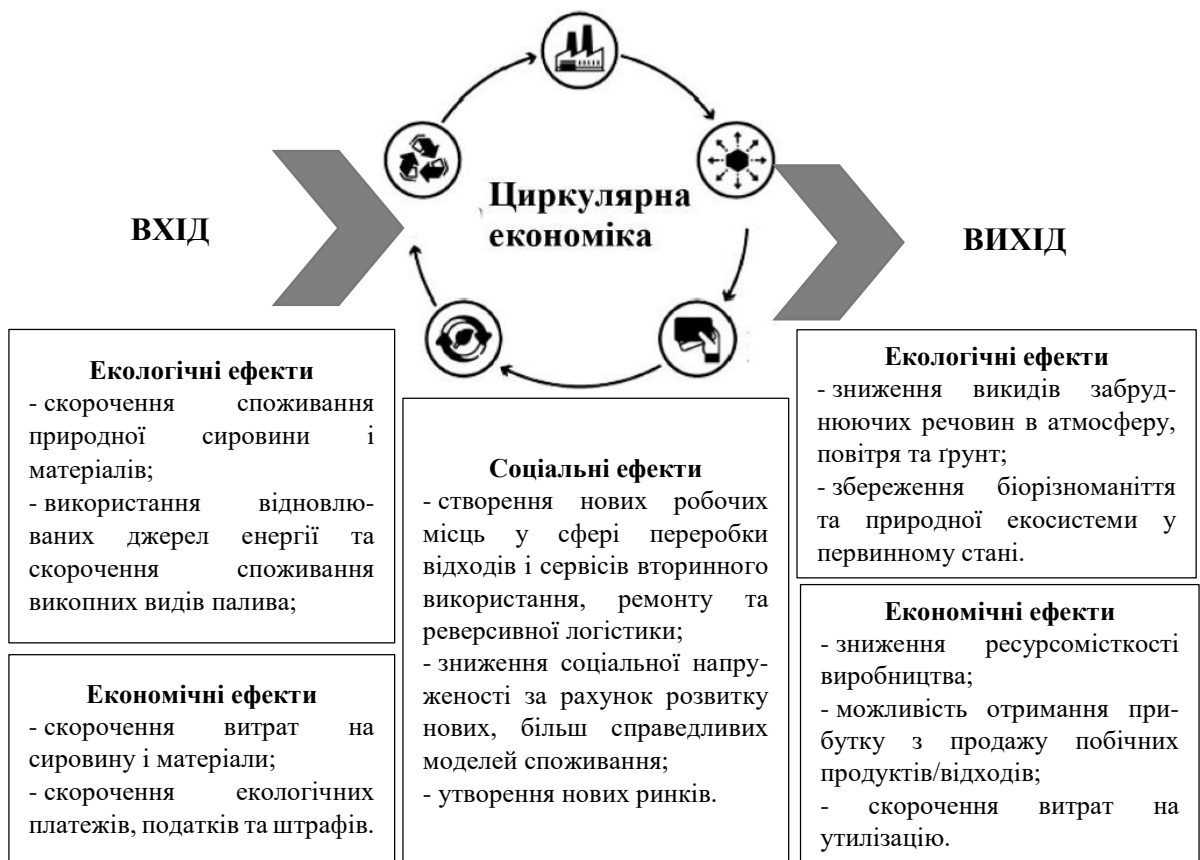 Циркулярна
економіка
ВХІД
ВИХІД
Екологічні ефекти
- скорочення споживання
природної сировини і
матеріалів;
- використання відновлю-
ваних джерел енергії та
скорочення споживання
викопних видів палива;
Економічні ефекти
- скорочення витрат на
сировину і матеріали;
- скорочення екологічних
платежів, податків та штрафів.
Соціальні ефекти
- створення нових робочих
місць у сфері переробки
відходів і сервісів вторинного
використання, ремонту та
реверсивної логістики;
- зниження соціальної напру-
женості за рахунок розвитку
нових, більш справедливих
моделей споживання;
- утворення нових ринків.
Екологічні ефекти
- зниження викидів забруд-
нюючих речовин в атмосферу,
повітря та ґрунт;
- збереження біорізноманіття
та природної екосистеми у
первинному стані.
Економічні ефекти
- зниження ресурсомісткості
виробництва;
- можливість отримання при-
бутку з продажу побічних
продуктів/відходів;
- скорочення витрат на
утилізацію.